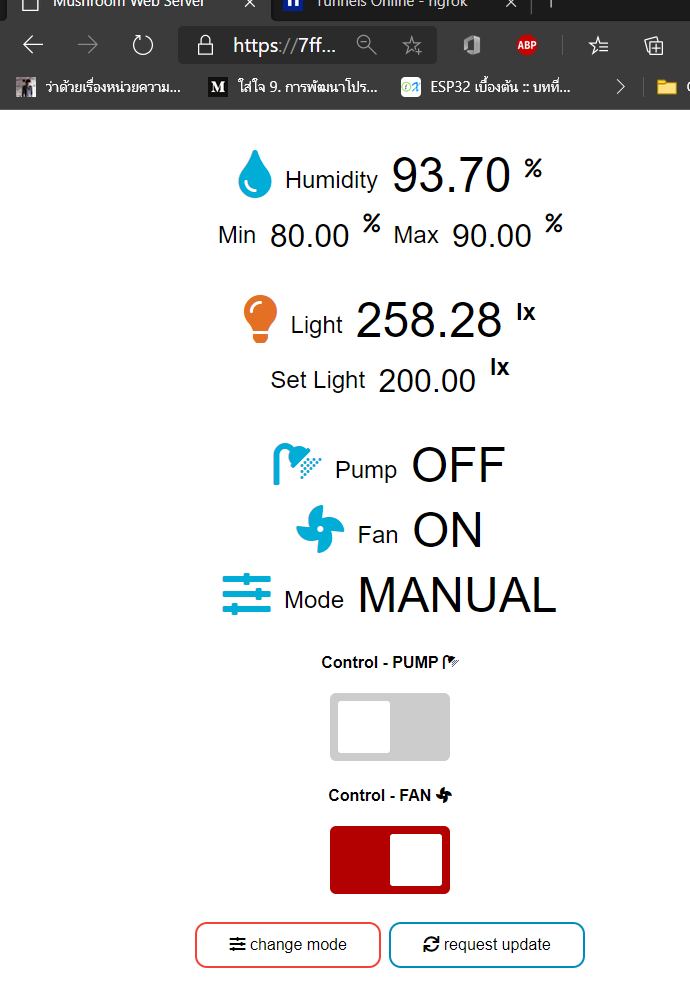 Mushroom Web Server
Tunnels Online - ngrok
https://7ff...
ABP
ว่าด้วยเรื่องหน่วยความ...
M ใส่ใจ 9. การพัฒนาโปร...
ESP32 เบื้องต้น :: บทที่...
Humidity 93.70 %
Min 80.00 % Max 90.00 %
Light 258.28 lx
Set Light 200.00 lx
Pump OFF
Fan ON
Mode MANUAL
Control - PUMP
Control - FAN
change mode
request update